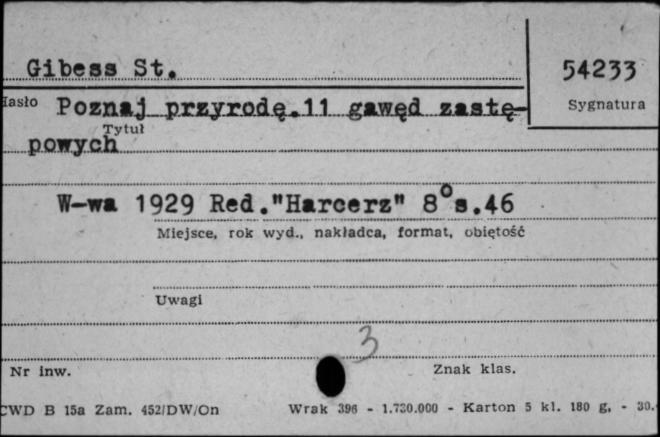 Gibess St.
54233
Hasło
Sygnatura
Poznaj przyrodę.11 gawęd zastę-
Tytuł
powych
W-wa 1929 Red."Harcerz" 8° s.46
Miejsce, rok wyd., nakładca, format, objętość
Uwagi
3
Nr inw.
Znak klas.
CWD B 15a Zam. 452/DW/On
Wrak 396 - 1.730.000 - Karton 5 kl. 180 g, - 30.